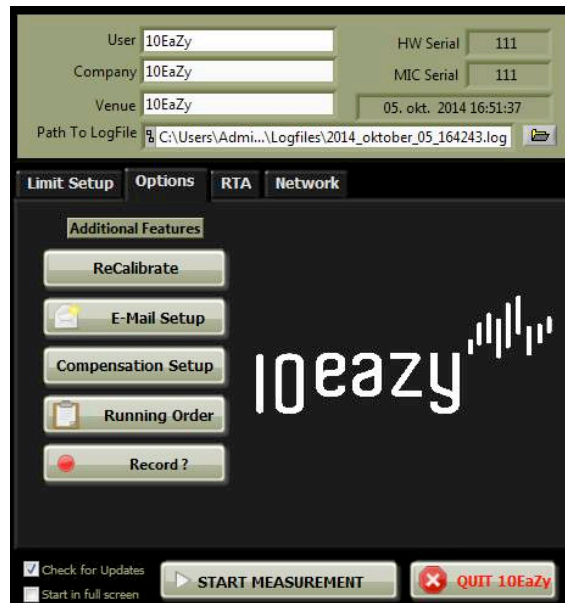 User 10EaZy HW Serial 111
Company 10EaZy MIC Serial 111
Venue 10EaZy 05. okt. 2014 16:51:37
Path To LogFile C:\Users\Admi...\Logfiles\2014_oktober_05_164243.log
Limit Setup Options RTA Network
Additional Features
ReCalibrate
E-Mail Setup
Compensation Setup
10eazy
Running Order
Record ?
Check for Updates
START MEASUREMENT QUIT 10EaZy
Start in full screen